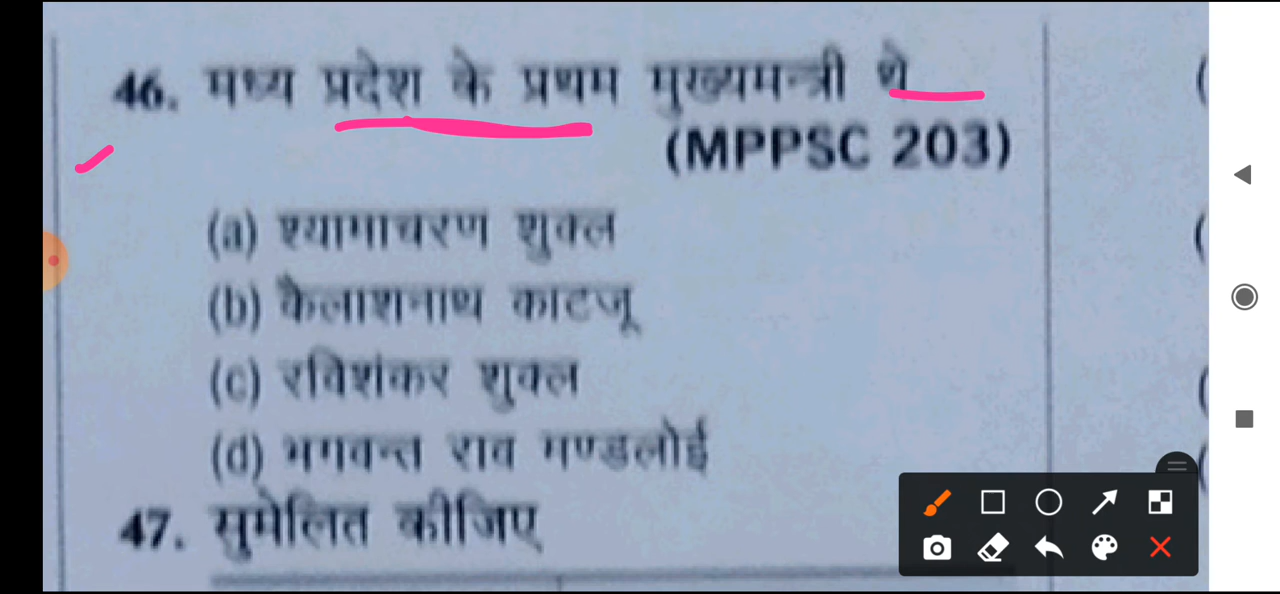 46. मध्य प्रदेश के प्रथम मुख्यमन्त्री थे
(MPPSC 203)
(a) श्यामाचरण शुक्ल
(b) कैलाशनाथ काटजू
(c) रविशंकर शुक्ल
(d) भगवन्त राव मण्डलोई
47. सुमेलित कीजिए